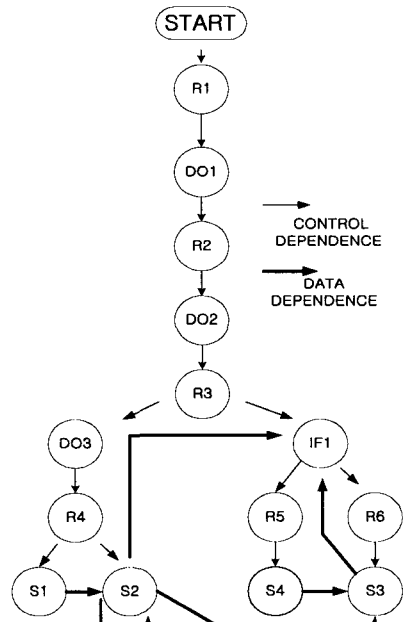 START
R1
DO1
CONTROL
DEPENDENCE
R2
DATA
DEPENDENCE
DO2
R3
DO3
IF1
R4
R5
R6
S1
S2
S4
S3